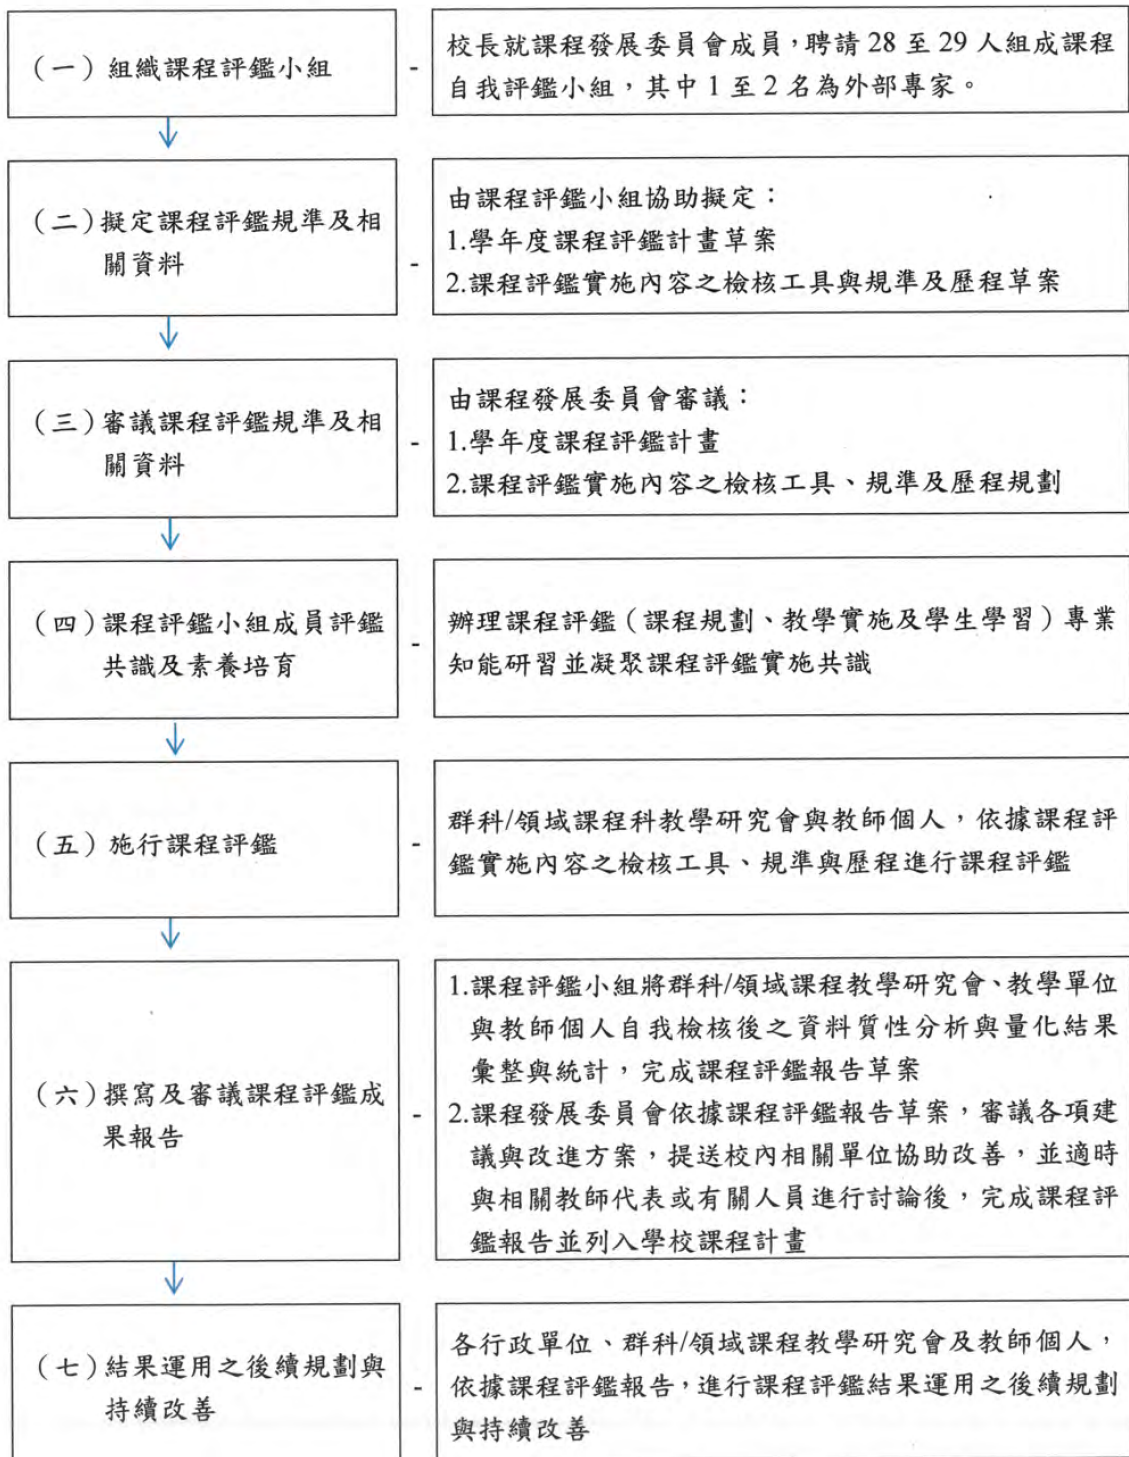 （一）組織課程評鑑小組
-
校長就課程發展委員會成員，聘請 28 至 29 人組成課程
自我評鑑小組，其中 1 至 2 名為外部專家。
（二）擬定課程評鑑規準及相
關資料
-
由課程評鑑小組協助擬定：
1.學年度課程評鑑計畫草案
2.課程評鑑實施內容之檢核工具與規準及歷程草案
（三）審議課程評鑑規準及相
關資料
-
由課程發展委員會審議：
1.學年度課程評鑑計畫
2.課程評鑑實施內容之檢核工具、規準及歷程規劃
（四）課程評鑑小組成員評鑑
共識及素養培育
-
辦理課程評鑑（課程規劃、教學實施及學生學習）專業
知能研習並凝聚課程評鑑實施共識
（五）施行課程評鑑
-
群科/領域課程科教學研究會與教師個人，依據課程評
鑑實施內容之檢核工具、規準與歷程進行課程評鑑
（六）撰寫及審議課程評鑑成
果報告
-
1.課程評鑑小組將群科/領域課程教學研究會、教學單位
與教師個人自我檢核後之資料質性分析與量化結果
彙整與統計，完成課程評鑑報告草案
2.課程發展委員會依據課程評鑑報告草案，審議各項建
議與改進方案，提送校內相關單位協助改善，並適時
與相關教師代表或有關人員進行討論後，完成課程評
鑑報告並列入學校課程計畫
（七）結果運用之後續規劃與
持續改善
-
各行政單位、群科/領域課程教學研究會及教師個人，
依據課程評鑑報告，進行課程評鑑結果運用之後續規劃
與持續改善